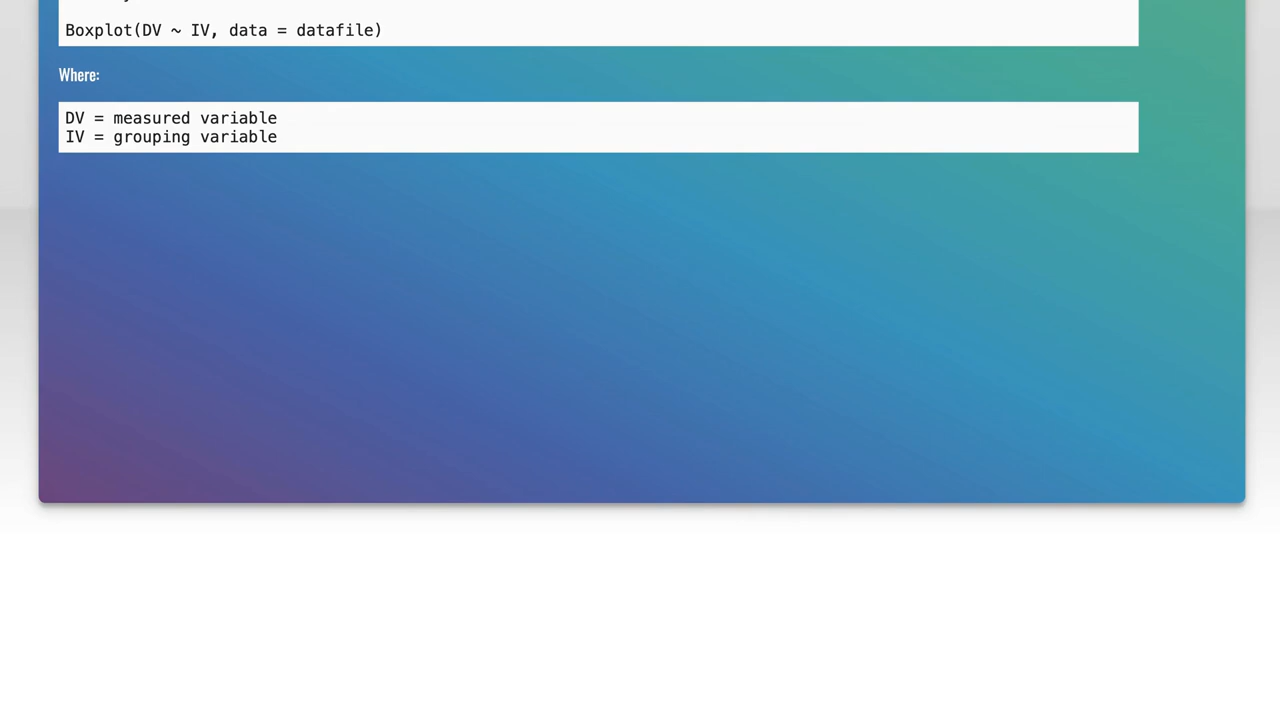 Boxplot(DV ~ IV, data = datafile)
Where:
DV = measured variable
IV = grouping variable